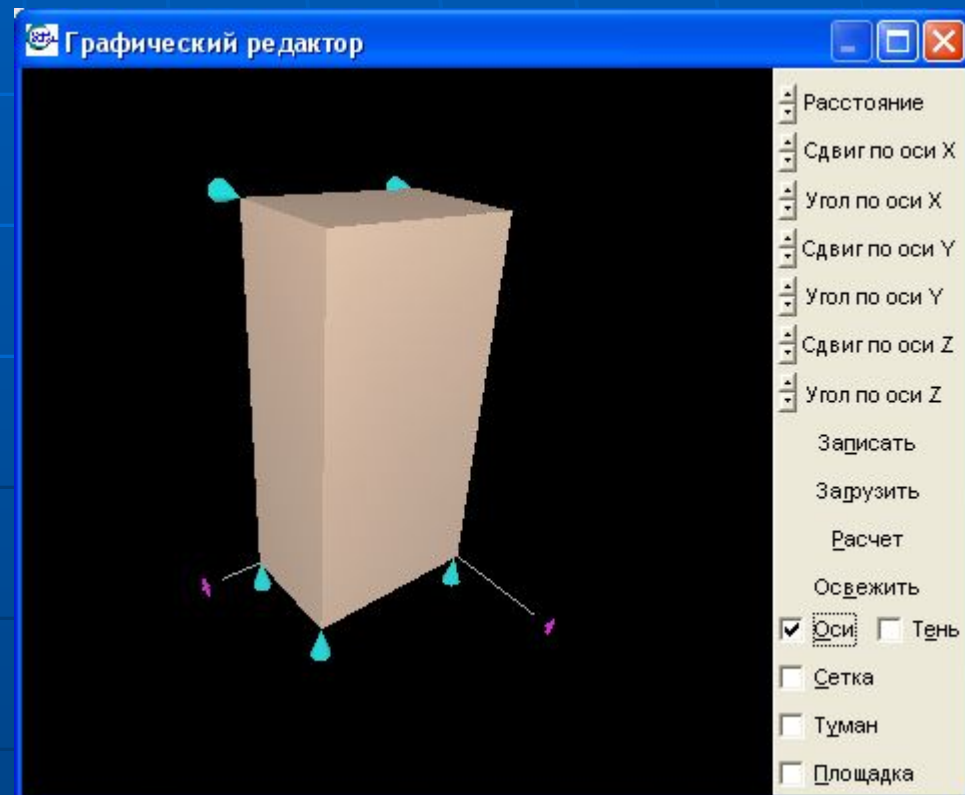 Графический редактор
Расстояние
Сдвиг по оси X
Угол по оси X
Сдвиг по оси Y
Угол по оси Y
Сдвиг по оси Z
Угол по оси Z
Записать
Загрузить
Расчет
Освежить
Оси Тень
Сетка
Туман
Площадка